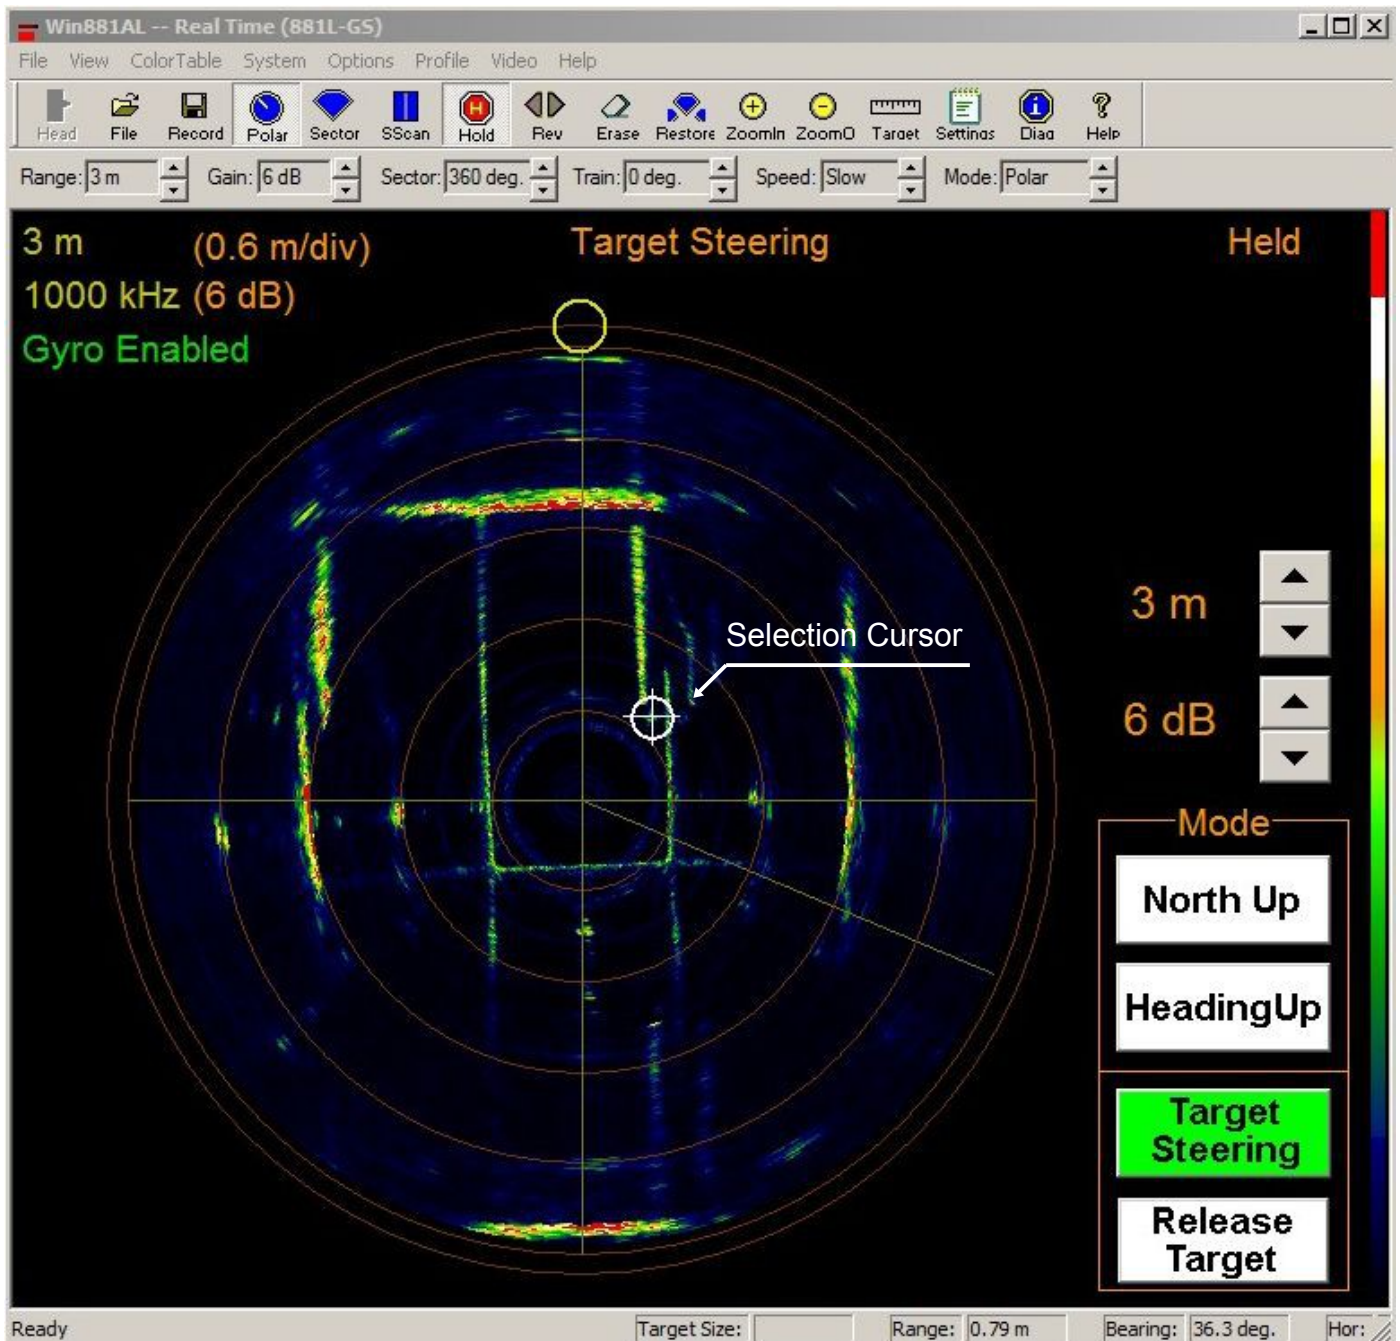 Win881AL -- Real Time (881L-GS)
File View ColorTable System Options Profile Video Help
Head File Record Polar Sector SScan Hold Rev Erase Restore ZoomIn ZoomO Target Settings Diag Help
Range: 3 m Gain: 6 dB Sector: 360 deg. Train: 0 deg. Speed: Slow Mode: Polar
3 m (0.6 m/div) Target Steering Held
1000 kHz (6 dB)
Gyro Enabled
3 m
Selection Cursor
6 dB
Mode
North Up
HeadingUp
Target
Steering
Release
Target
Ready Target Size: Range: 0.79 m Bearing: 36.3 deg. Hor: